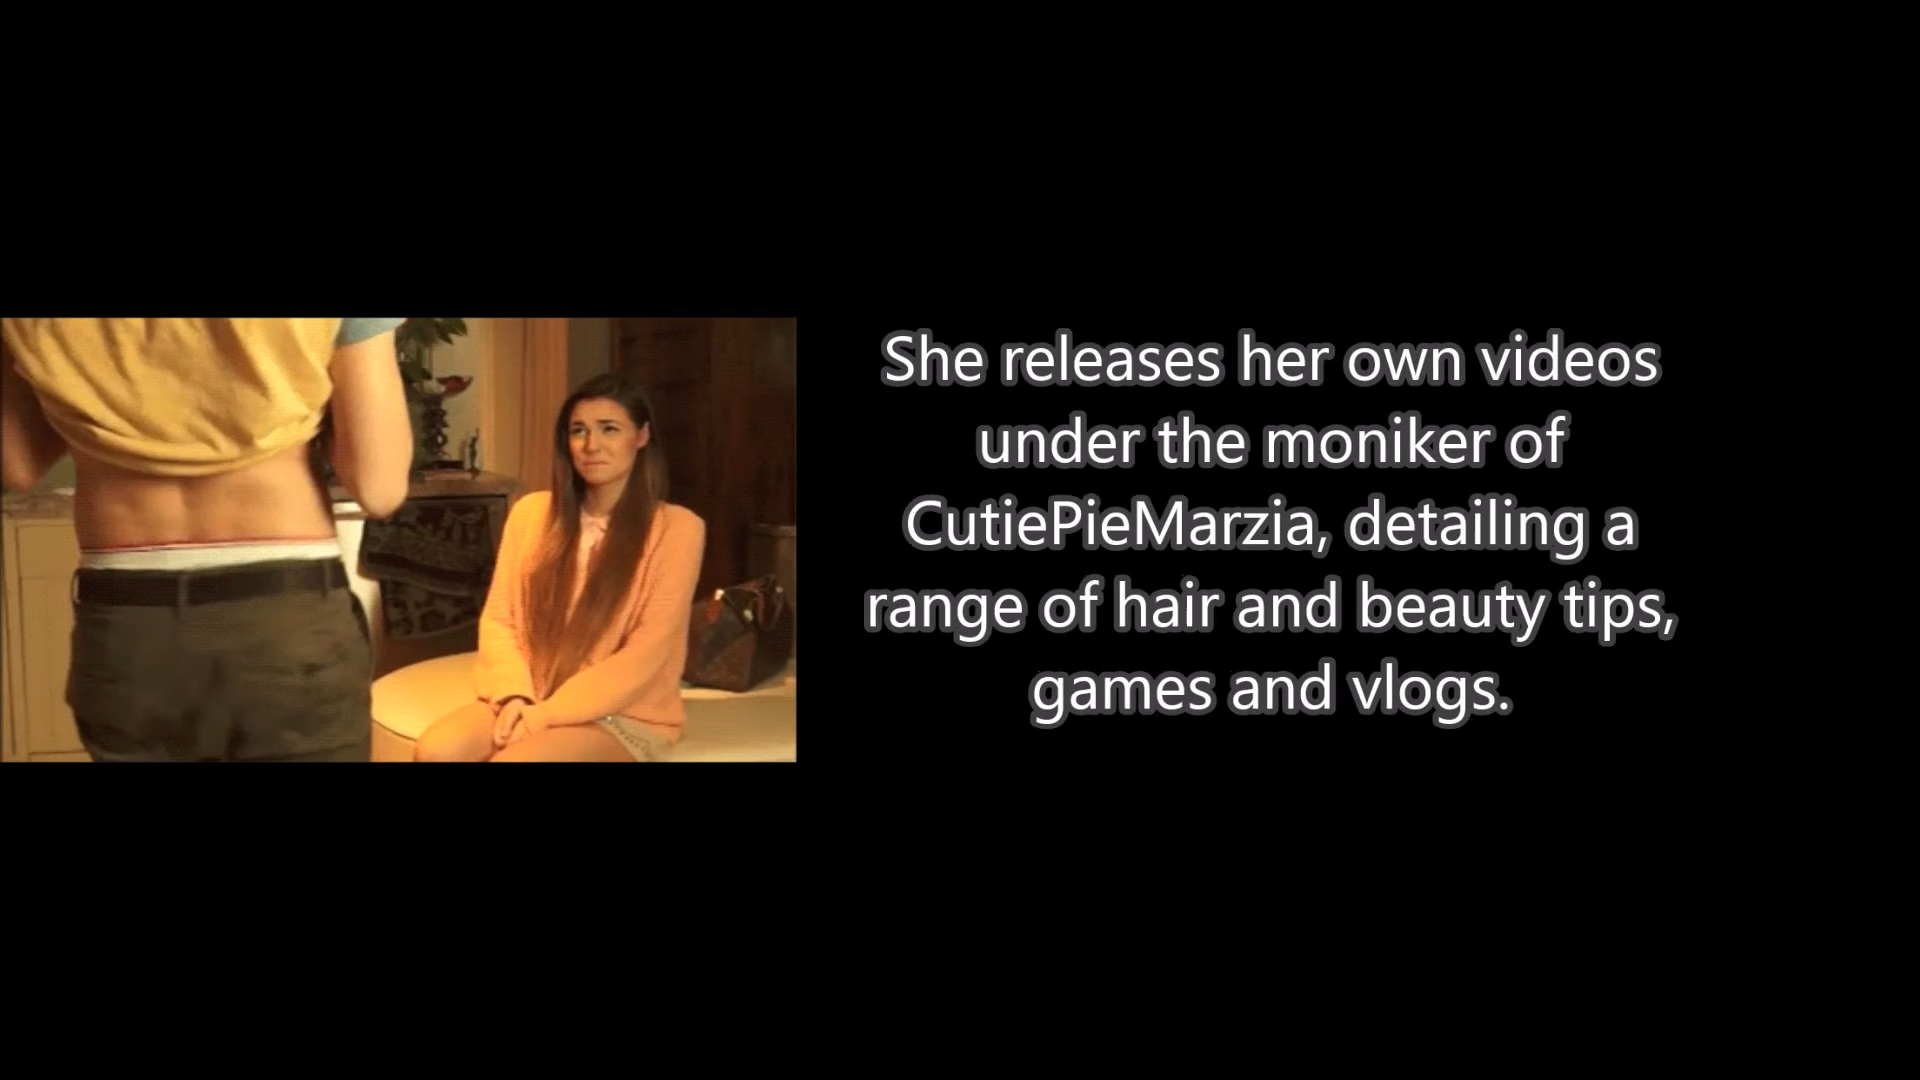 She releases her own videos
under the moniker of
CutiePieMarzia, detailing a
range of hair and beauty tips,
games and vlogs.